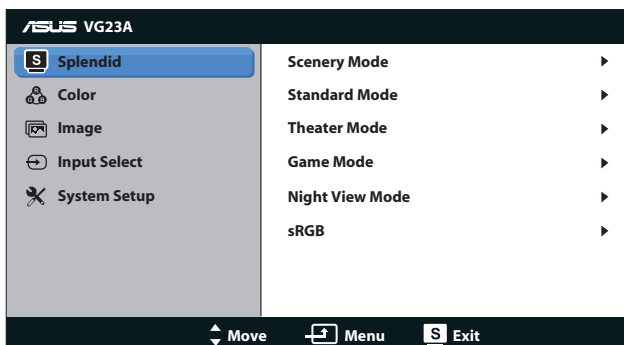 ASUS VG23A
S Splendid
Color
Image
Input Select
System Setup
Scenery Mode
Standard Mode
Theater Mode
Game Mode
Night View Mode
sRGB
Move Menu S Exit